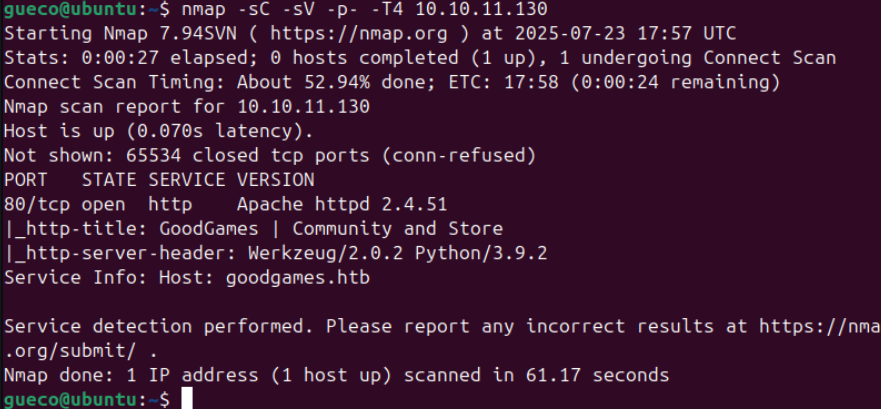 gueco@ubuntu:~$ nmap -sC -sV -p- -T4 10.10.11.130
Starting Nmap 7.94SVN ( https://nmap.org ) at 2025-07-23 17:57 UTC
Stats: 0:00:27 elapsed; 0 hosts completed (1 up), 1 undergoing Connect Scan
Connect Scan Timing: About 52.94% done; ETC: 17:58 (0:00:24 remaining)
Nmap scan report for 10.10.11.130
Host is up (0.070s latency).
Not shown: 65534 closed tcp ports (conn-refused)
PORT   STATE SERVICE VERSION
80/tcp open  http    Apache httpd 2.4.51
|_http-title: GoodGames | Community and Store
|_http-server-header: Werkzeug/2.0.2 Python/3.9.2
Service Info: Host: goodgames.htb

Service detection performed. Please report any incorrect results at https://nma
.org/submit/ .
Nmap done: 1 IP address (1 host up) scanned in 61.17 seconds
gueco@ubuntu:~$